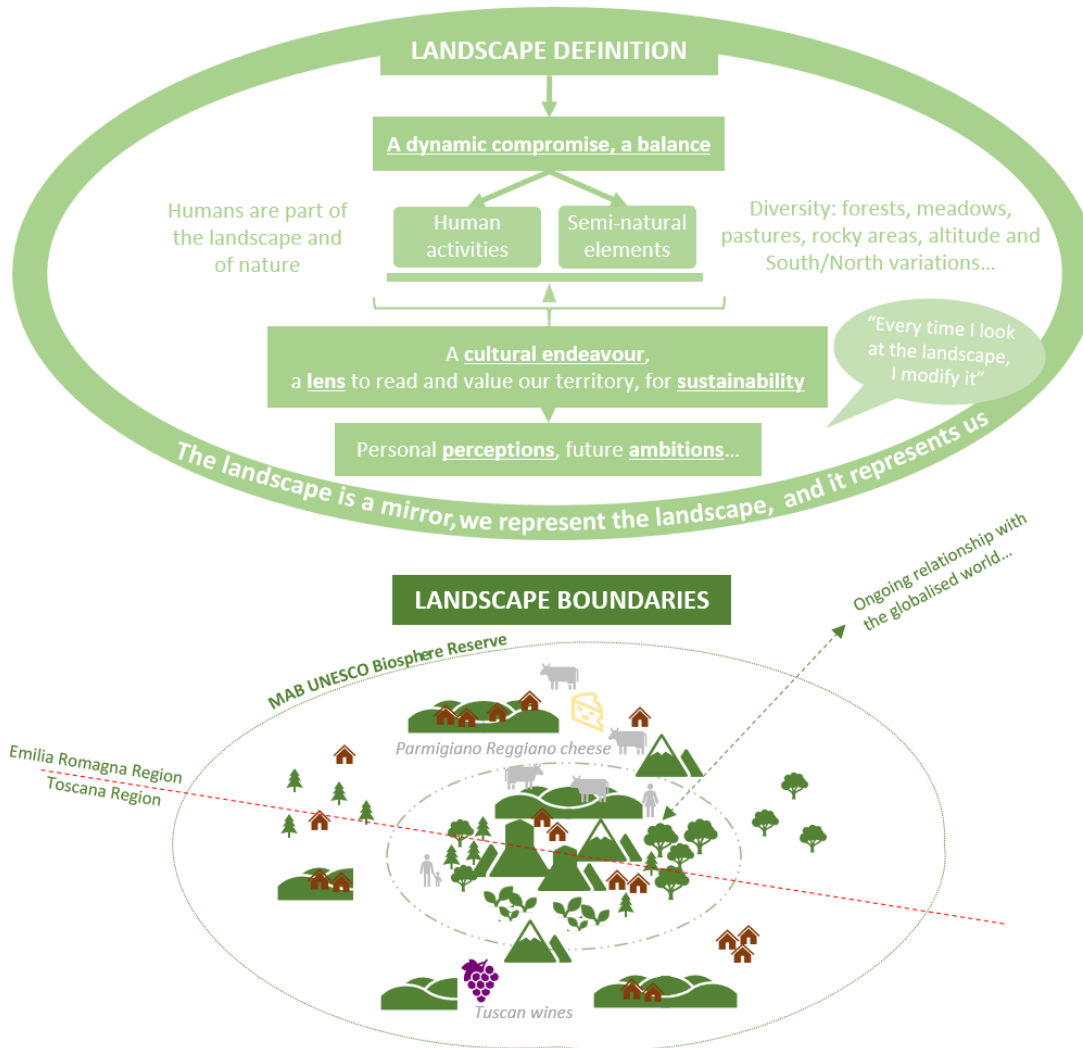 LANDSCAPE DEFINITION
A dynamic compromise, a balance
Humans are part of
the landscape and
of nature
Human
activities
Semi-natural
elements
Diversity: forests, meadows,
pastures, rocky areas, altitude and
South/North variations...
"Every time I look
at the landscape,
I modify it"
A cultural endeavour,
a lens to read and value our territory, for sustainability
Personal perceptions, future ambitions...
The landscape is a mirror, we represent the landscape, and it represents us
LANDSCAPE BOUNDARIES
Ongoing relationship with
the globalised world...
MAB UNESCO Biosphere Reserve
Parmigiano Reggiano cheese
Emilia Romagna Region
Toscana Region
Tuscan wines